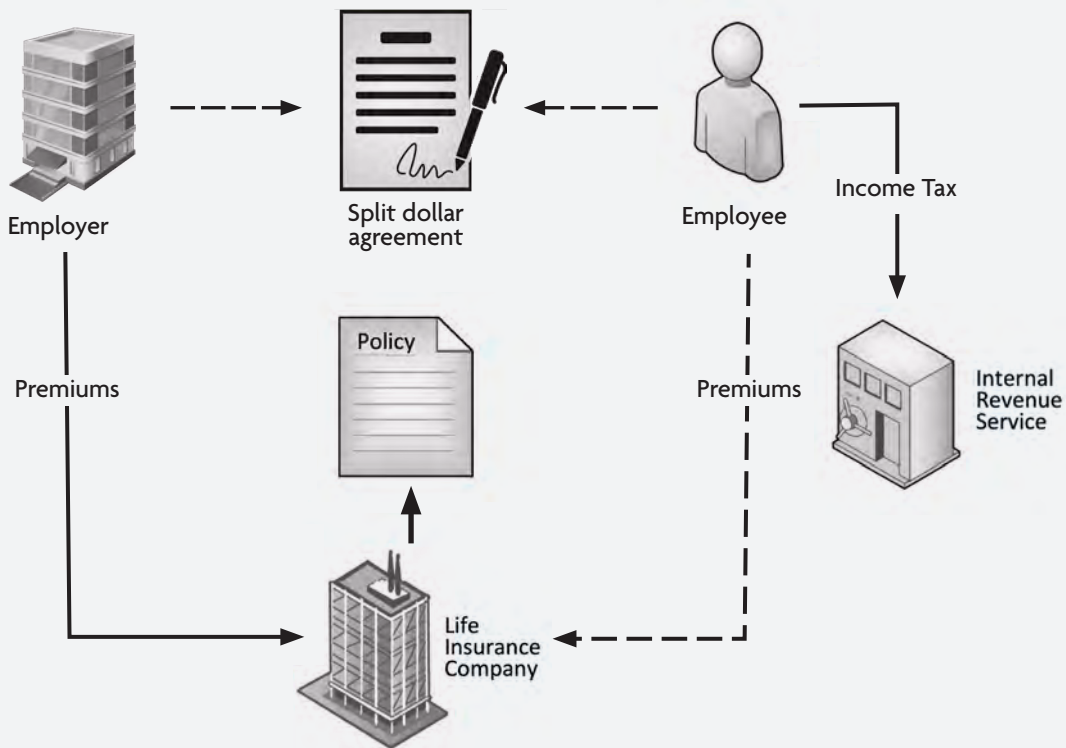 Employer
Split dollar
agreement
Employee
Income Tax
Policy
Premiums
Premiums
Internal
Revenue
Service
Life
Insurance
Company